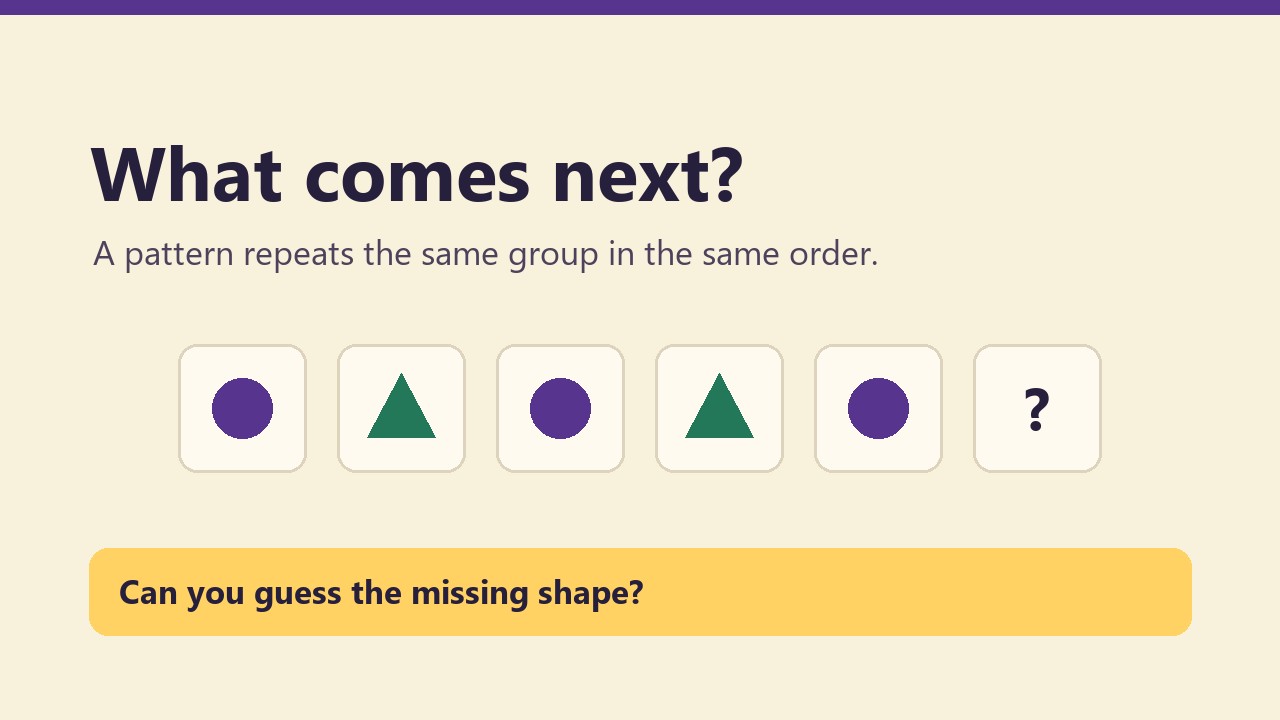 What comes next?
A pattern repeats the same group in the same order.
?
Can you guess the missing shape?